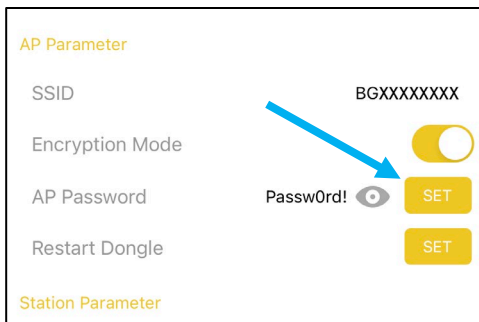 AP Parameter
SSID BGXXXXXXXX
Encryption Mode
AP Password Passw0rd! SET
Restart Dongle SET
Station Parameter